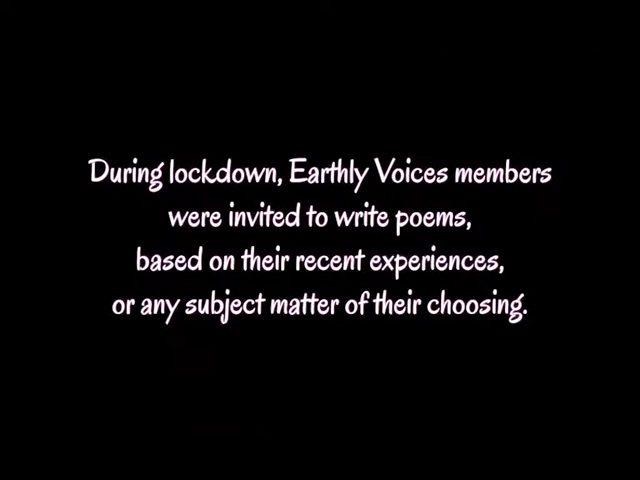 During lockdown, Earthly Voices members
were invited to write poems,
based on their recent experiences,
or any subject matter of their choosing.